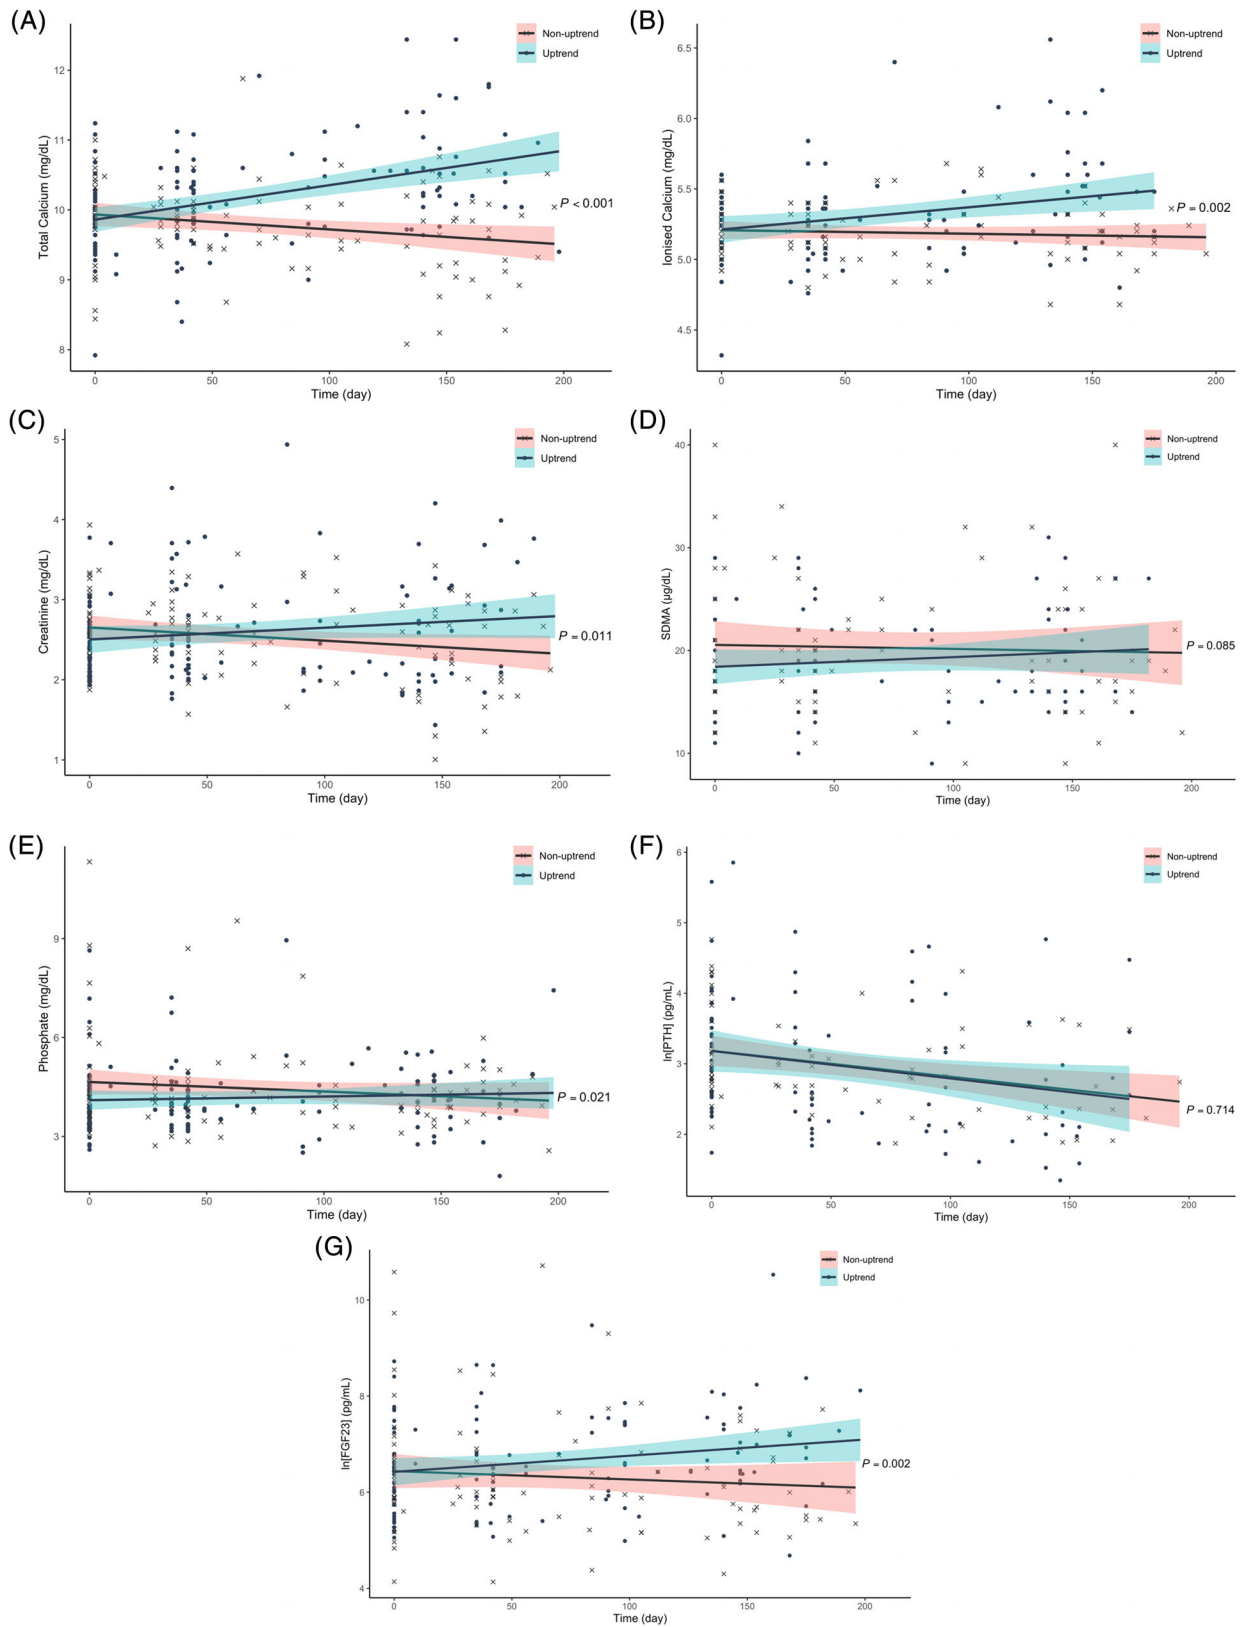 (A)
Non-uptrend
Uptrend
12
11
10
9
8
Total Calcium (mg/dL)
P < 0.001
0 50 100 150 200
Time (day)
(B)
Non-uptrend
Uptrend
6.5
6.0
5.5
5.0
4.5
Ionised Calcium (mg/dL)
P = 0.002
0 50 100 150 200
Time (day)
(C)
Non-uptrend
Uptrend
5
4
3
2
1
Creatinine (mg/dL)
P = 0.011
0 50 100 150 200
Time (day)
(D)
Non-uptrend
Uptrend
40
30
20
10
SDMA (µg/dL)
P = 0.085
0 50 100 150 200
Time (day)
(E)
Non-uptrend
Uptrend
9
6
3
Phosphate (mg/dL)
P = 0.021
0 50 100 150 200
Time (day)
(F)
Non-uptrend
Uptrend
6
5
4
3
2
ln[PTH] (pg/mL)
P = 0.714
0 50 100 150 200
Time (day)
(G)
Non-uptrend
Uptrend
10
8
6
4
ln[FGF23] (pg/mL)
P = 0.002
0 50 100 150 200
Time (day)